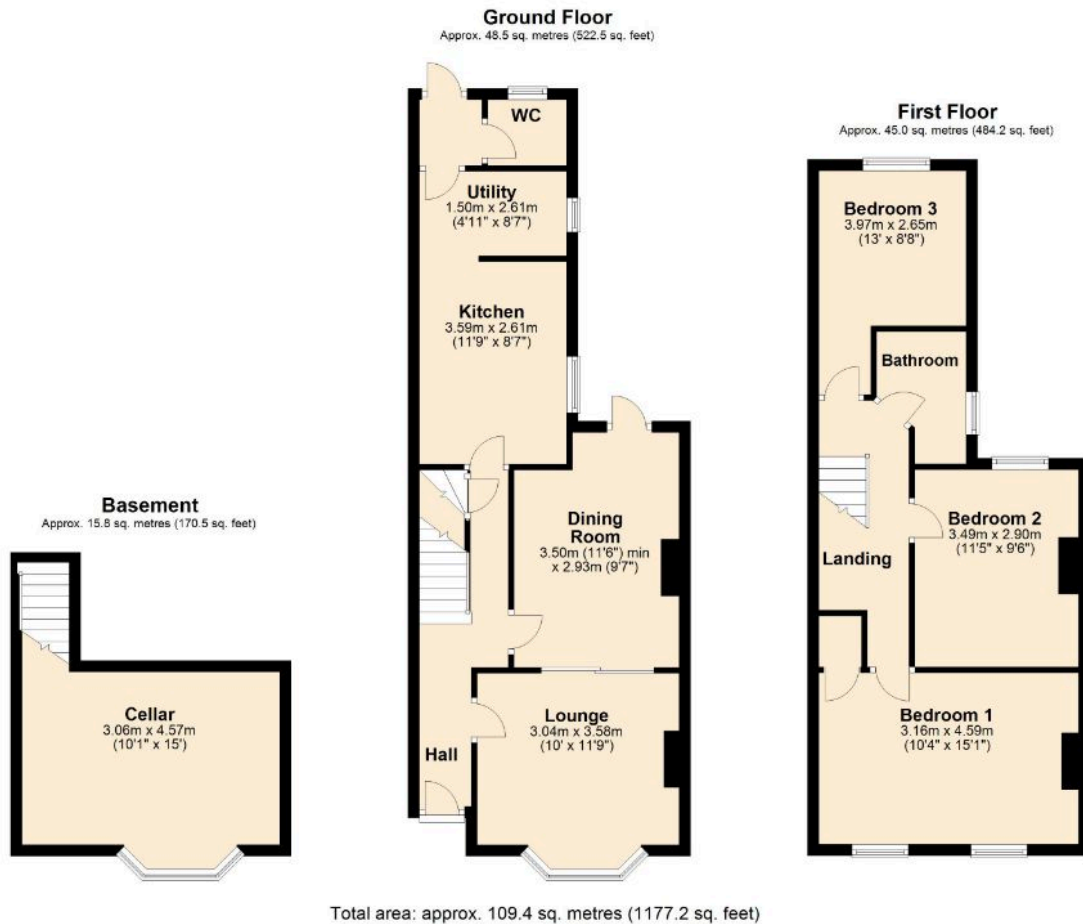 Basement
Approx. 15.8 sq. metres (170.5 sq. feet)
Cellar
3.06m x 4.57m
(10'1" x 15')
Ground Floor
Approx. 48.5 sq. metres (522.5 sq. feet)
WC
Utility
1.50m x 2.61m
(4'11" x 8'7")
Kitchen
3.59m x 2.61m
(11'9" x 8'7")
Dining
Room
3.50m (11'6") min
x 2.93m (9'7")
Lounge
3.04m x 3.58m
(10' x 11'9")
Hall
First Floor
Approx. 45.0 sq. metres (484.2 sq. feet)
Bedroom 3
3.97m x 2.65m
(13' x 8'8")
Bathroom
Bedroom 2
3.49m x 2.90m
(11'5" x 9'6")
Landing
Bedroom 1
3.16m x 4.59m
(10'4" x 15'1")
Total area: approx. 109.4 sq. metres (1177.2 sq. feet)